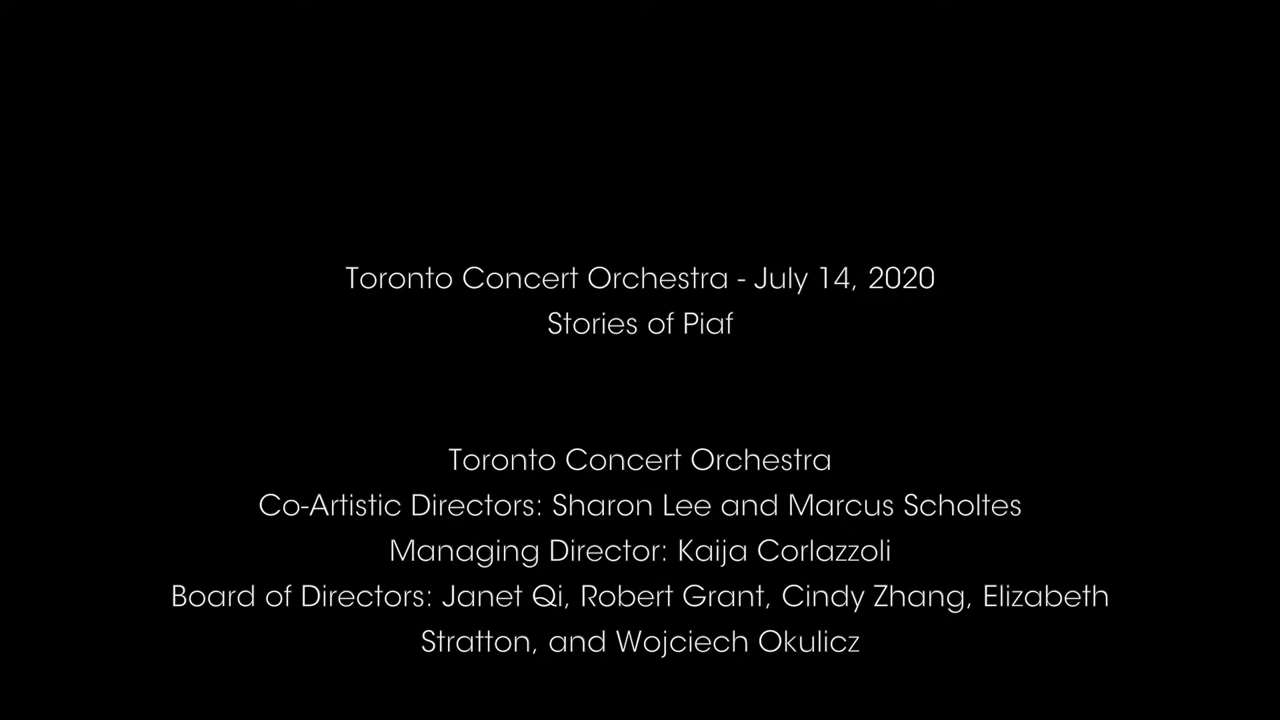 Toronto Concert Orchestra - July 14, 2020
Stories of Piaf
Toronto Concert Orchestra
Co-Artistic Directors: Sharon Lee and Marcus Scholtes
Managing Director: Kaija Corlazzoli
Board of Directors: Janet Qi, Robert Grant, Cindy Zhang, Elizabeth
Stratton, and Wojciech Okulicz